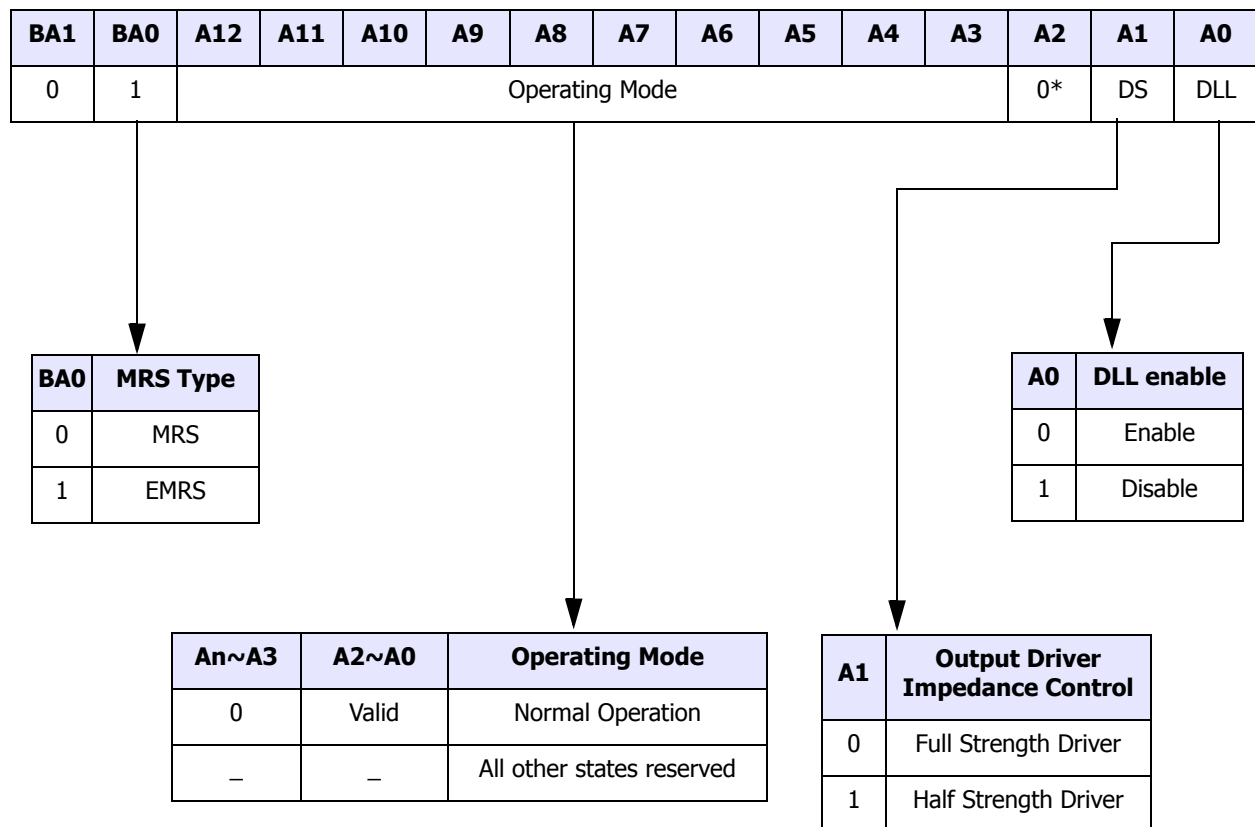 BA1 BA0 A12 A11 A10 A9 A8 A7 A6 A5 A4 A3 A2 A1 A0
0 1 Operating Mode 0* DS DLL
BA0 MRS Type
0 MRS
1 EMRS
A0 DLL enable
0 Enable
1 Disable
An~A3 A2~A0 Operating Mode
0 Valid Normal Operation
_ _ All other states reserved
A1 Output Driver
Impedance Control
0 Full Strength Driver
1 Half Strength Driver